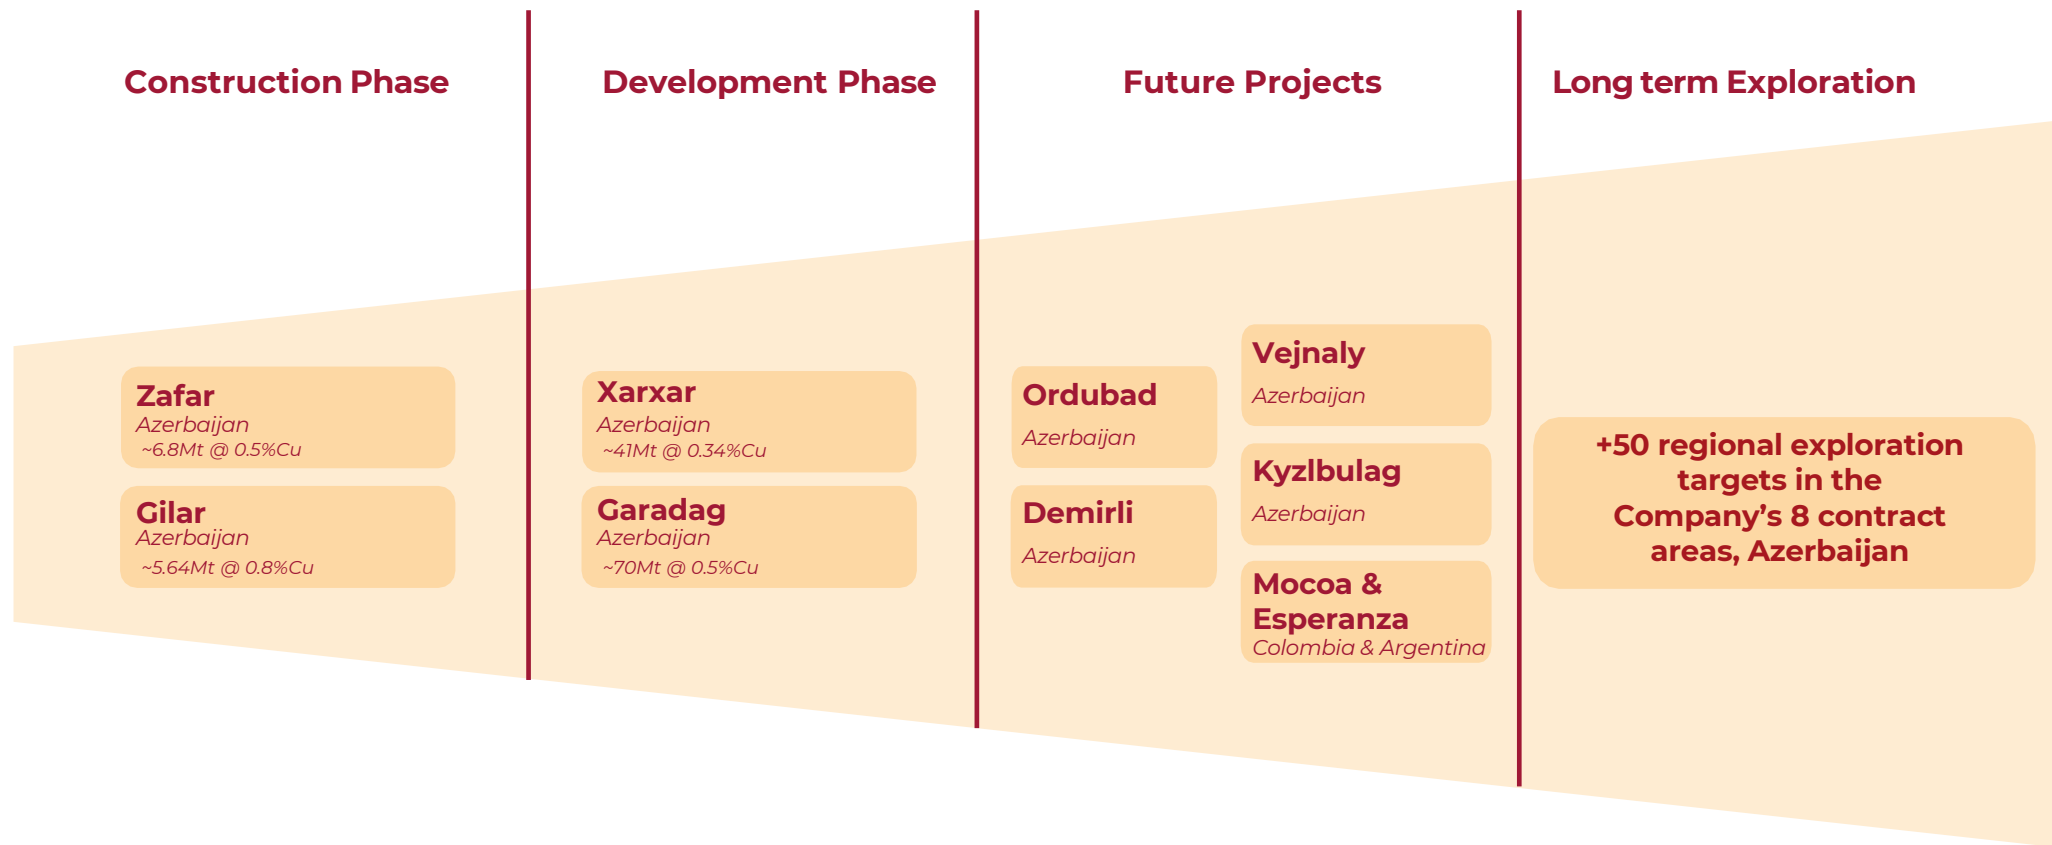 Construction Phase
Development Phase
Future Projects
Long term Exploration
Zafar
Azerbaijan
~6.8Mt @ 0.5%Cu
Gilar
Azerbaijan
~5.64Mt @ 0.8%Cu
Xarxar
Azerbaijan
~41Mt @ 0.34%Cu
Garadag
Azerbaijan
~70Mt @ 0.5%Cu
Ordubad
Azerbaijan
Demirli
Azerbaijan
Vejnaly
Azerbaijan
Kyzlbulag
Azerbaijan
Mocoa &
Esperanza
Colombia & Argentina
+50 regional exploration
targets in the
Company’s 8 contract
areas, Azerbaijan